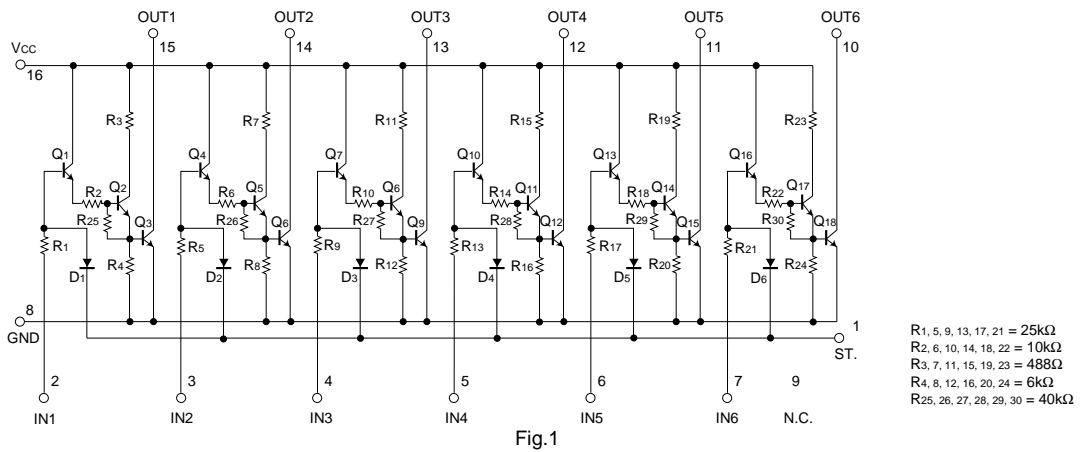 OUT1 OUT2 OUT3 OUT4 OUT5 OUT6
15 14 13 12 11 10
Vcc
16
R3 R7 R11 R15 R19 R23
Q1 Q4 Q7 Q10 Q13 Q16
R2 Q2 R6 Q5 R10 Q6 R14 Q11 R18 Q14 R22 Q17
R25 Q3 R26 Q6 R27 Q9 R28 Q12 R29 Q15 R30 Q18
R1 R5 R9 R13 R17 R21
R4 R8 R12 R16 R20 R24
D1 D2 D3 D4 D5 D6
8
GND
1
ST.
2 3 4 5 6 7 9
IN1 IN2 IN3 IN4 IN5 IN6 N.C.
R1, 5, 9, 13, 17, 21 = 25kΩ
R2, 6, 10, 14, 18, 22 = 10kΩ
R3, 7, 11, 15, 19, 23 = 488Ω
R4, 8, 12, 16, 20, 24 = 6kΩ
R25, 26, 27, 28, 29, 30 = 40kΩ
Fig.1